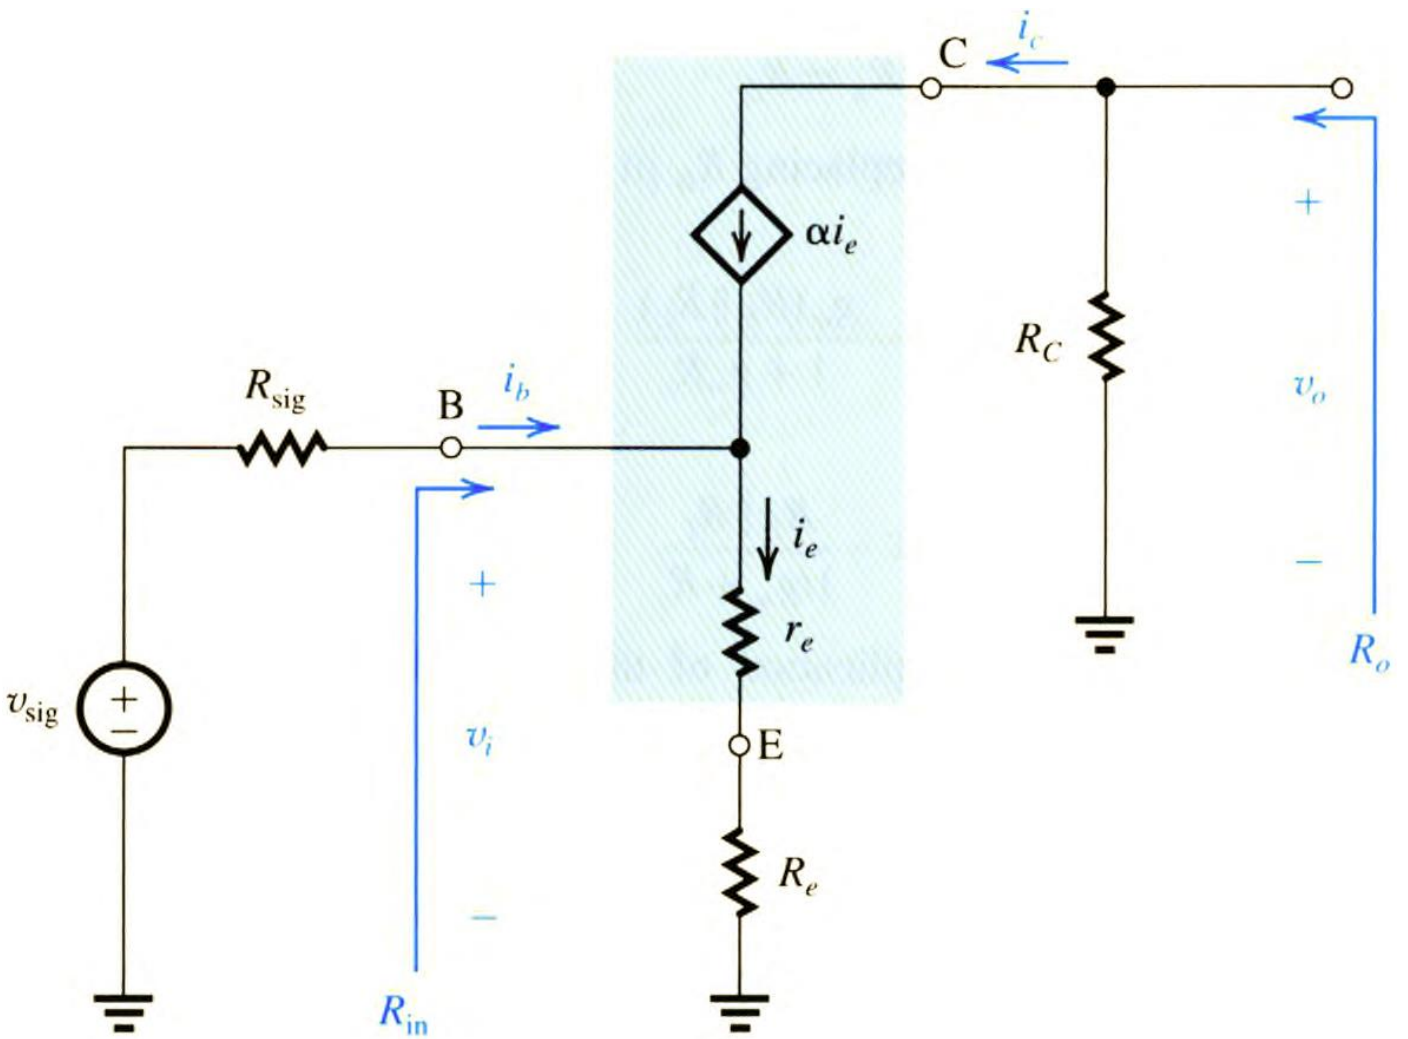 i_c
C
αi_e
R_C
+
v_o
−
R_o
R_sig
B
i_b
i_e
r_e
+
v_i
−
R_in
v_sig
+
−
E
R_e